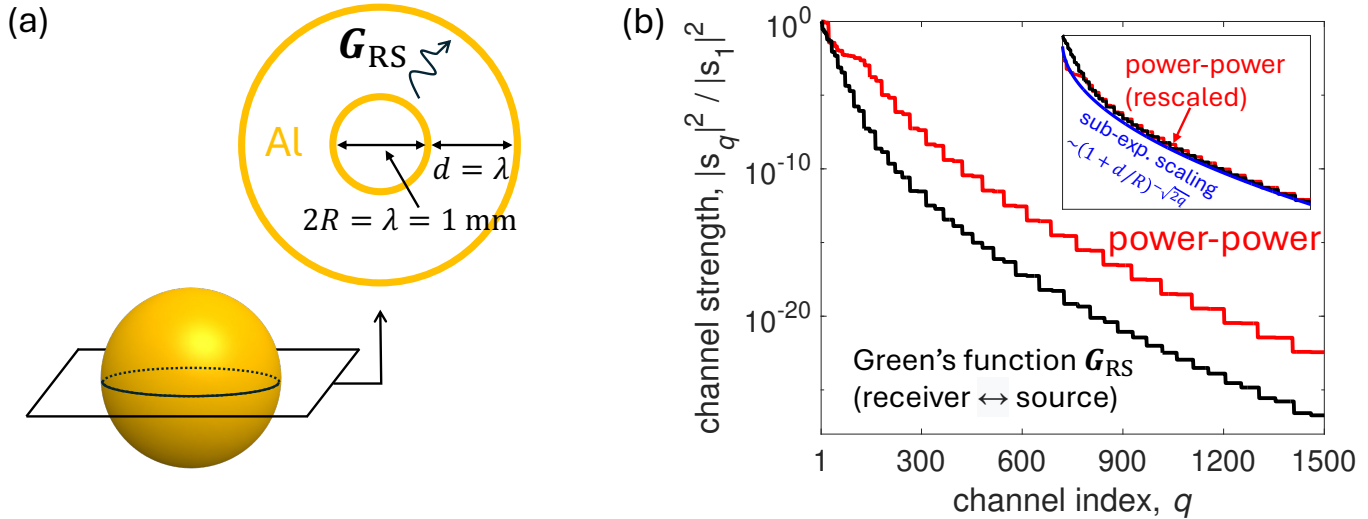 (a)
G_RS
Al
d = λ
2R = λ = 1 mm
(b)
channel strength, |s_q|^2 / |s_1|^2
10^0
10^-10
10^-20
power-power
(rescaled)
sub-exp. scaling
~(1 + d/R)^-√2q
power-power
Green's function G_RS
(receiver ↔ source)
1 300 600 900 1200 1500
channel index, q